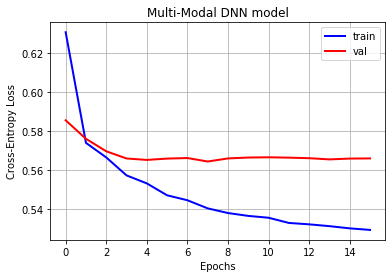 Multi-Modal DNN model
train
val
0.62
0.60
0.58
0.56
0.54
Cross-Entropy Loss
0 2 4 6 8 10 12 14
Epochs